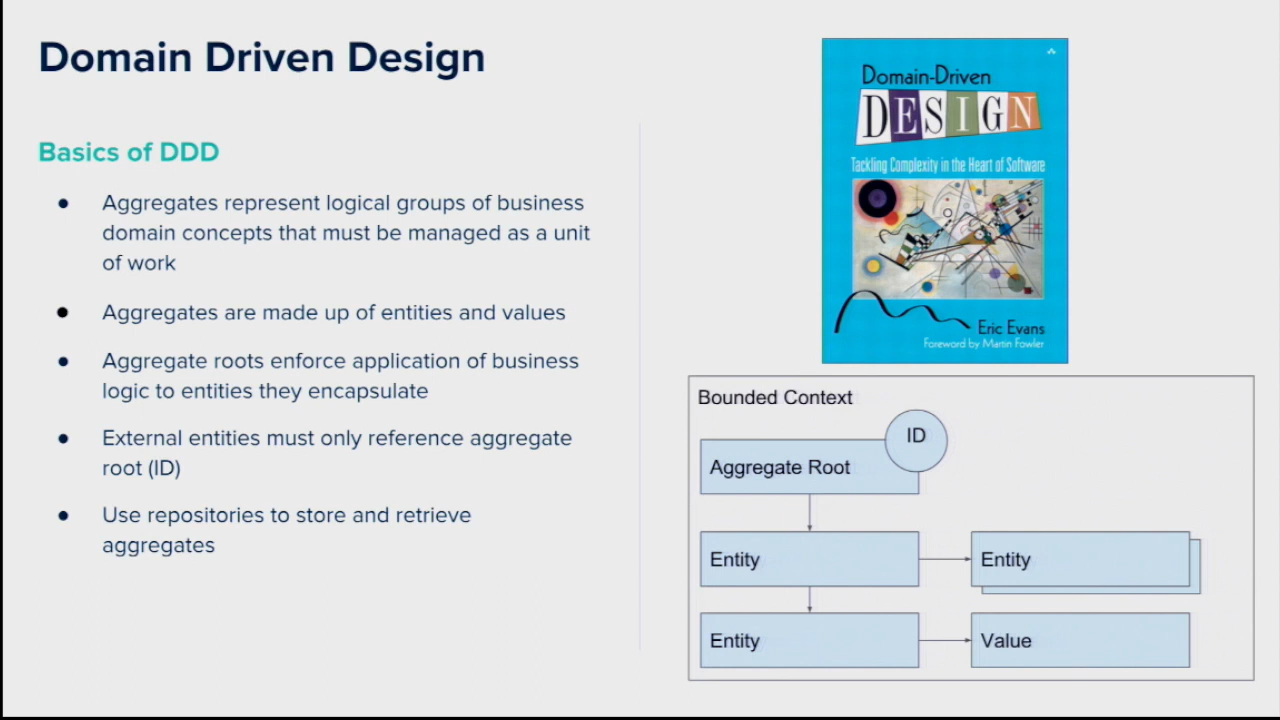 Domain Driven Design
Basics of DDD
● Aggregates represent logical groups of business
domain concepts that must be managed as a unit
of work
● Aggregates are made up of entities and values
● Aggregate roots enforce application of business
logic to entities they encapsulate
● External entities must only reference aggregate
root (ID)
● Use repositories to store and retrieve
aggregates
Domain-Driven
DESIGN
Tackling Complexity in the Heart of Software
Eric Evans
Foreword by Martin Fowler
Bounded Context
ID
Aggregate Root
Entity
Entity
Entity
Value